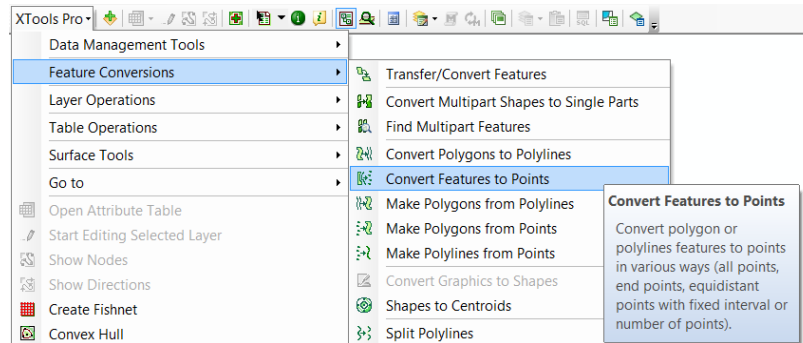 XTools Pro
Data Management Tools
Feature Conversions
Layer Operations
Table Operations
Surface Tools
Go to
Open Attribute Table
Start Editing Selected Layer
Show Nodes
Show Directions
Create Fishnet
Convex Hull
Transfer/Convert Features
Convert Multipart Shapes to Single Parts
Find Multipart Features
Convert Polygons to Polylines
Convert Features to Points
Make Polygons from Polylines
Make Polygons from Points
Make Polylines from Points
Convert Graphics to Shapes
Shapes to Centroids
Split Polylines
Convert Features to Points
Convert polygon or
polylines features to points
in various ways (all points,
end points, equidistant
points with fixed interval or
number of points).